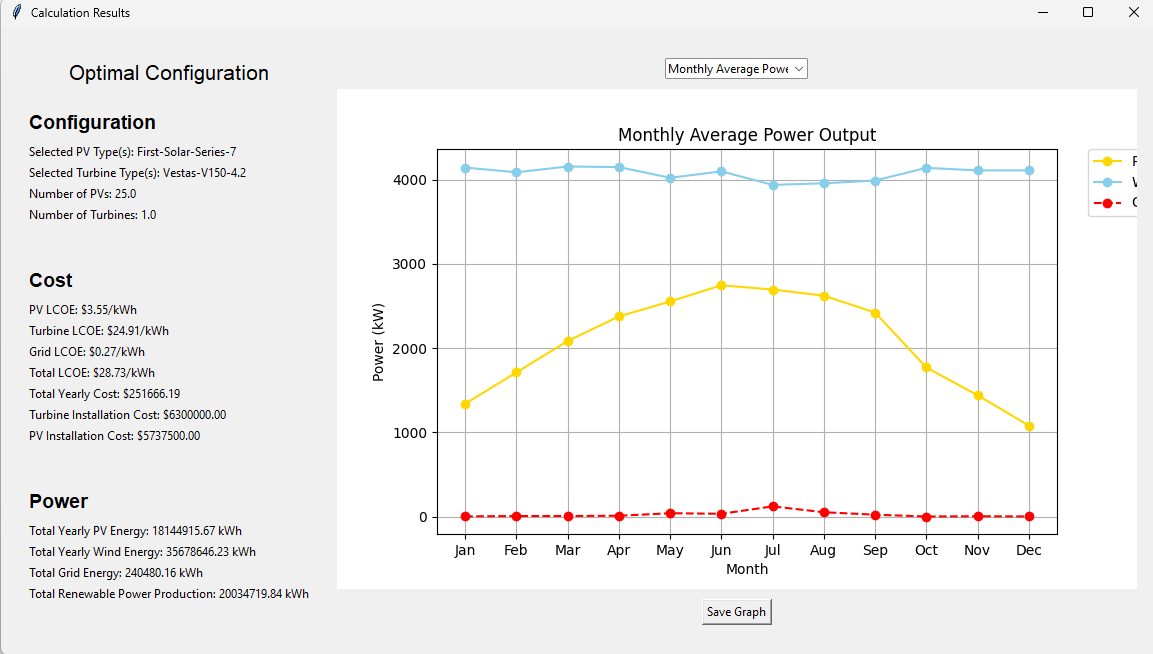 Calculation Results
Optimal Configuration
Configuration
Selected PV Type(s): First-Solar-Series-7
Selected Turbine Type(s): Vestas-V150-4.2
Number of PVs: 25.0
Number of Turbines: 1.0
Cost
PV LCOE: $3.55/kWh
Turbine LCOE: $24.91/kWh
Grid LCOE: $0.27/kWh
Total LCOE: $28.73/kWh
Total Yearly Cost: $251666.19
Turbine Installation Cost: $6300000.00
PV Installation Cost: $5737500.00
Power
Total Yearly PV Energy: 18144915.67 kWh
Total Yearly Wind Energy: 35678646.23 kWh
Total Grid Energy: 240480.16 kWh
Total Renewable Power Production: 20034719.84 kWh
Monthly Average Powe
Monthly Average Power Output
Power (kW)
4000
3000
2000
1000
0
Jan Feb Mar Apr May Jun Jul Aug Sep Oct Nov Dec
Month
Save Graph